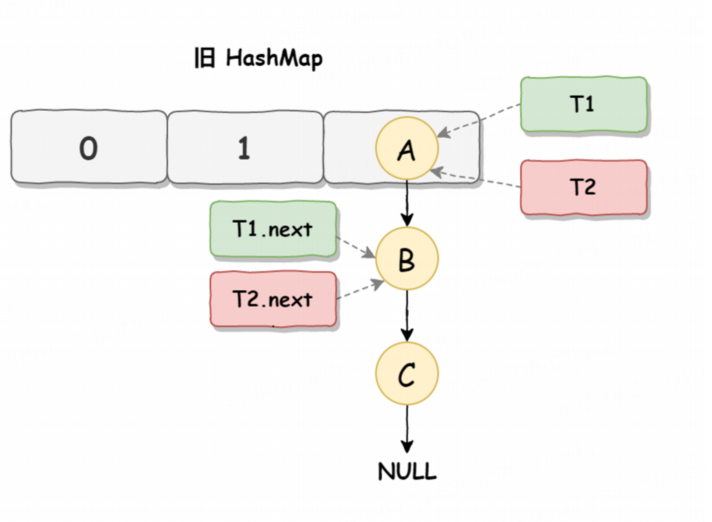 旧 HashMap
0
1
A
T1
T2
T1.next
B
T2.next
C
NULL